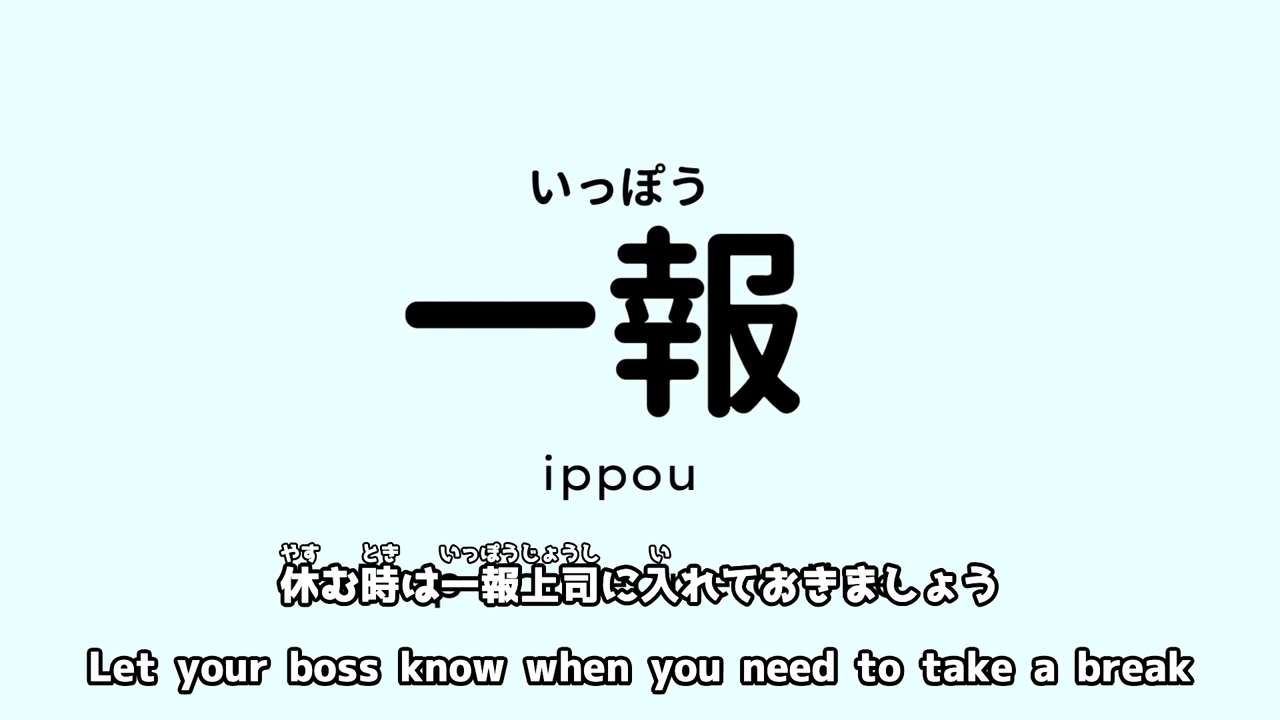 いっぽう
一報
ippou
やす とき いっぽうじょうし い
休む時は一報上司に入れておきましょう
Let your boss know when you need to take a break